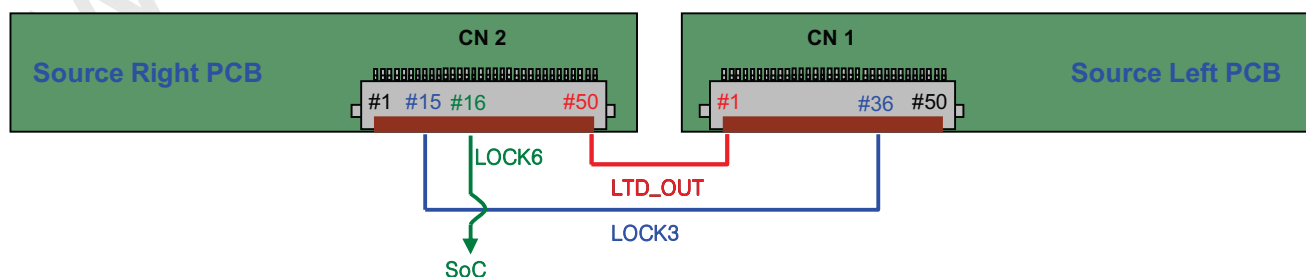 CN 2
CN 1
Source Right PCB
Source Left PCB
#1 #15 #16 #50
#1 #36 #50
LOCK6
LTD_OUT
LOCK3
SoC